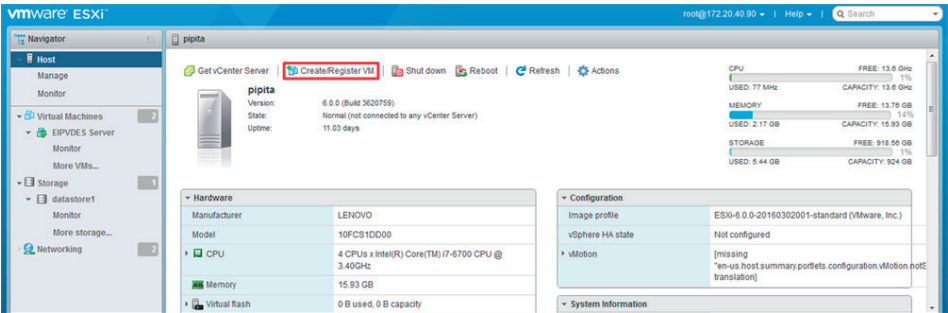 vmware ESXi™
root@172.20.40.90 | Help | Search
Navigator
pipita
Host
Manage
Monitor
Virtual Machines 2
EIPVDES Server
Monitor
More VMs...
Storage 1
datastore1
Monitor
More storage...
Networking 2
Get vCenter Server | Create/Register VM | Shut down Reboot | Refresh | Actions
pipita
Version: 6.0.0 (Build 3620759)
State: Normal (not connected to any vCenter Server)
Uptime: 11.03 days
CPU FREE: 13.6 GHz
1%
USED: 77 MHz CAPACITY: 13.6 GHz
MEMORY FREE: 13.76 GB
14%
USED: 2.17 GB CAPACITY: 15.93 GB
STORAGE FREE: 918.56 GB
1%
USED: 5.44 GB CAPACITY: 924 GB
Hardware
Manufacturer LENOVO
Model 10FCS1DD00
CPU 4 CPUs x Intel(R) Core(TM) i7-6700 CPU @
3.40GHz
Memory 15.93 GB
Virtual flash 0 B used, 0 B capacity
Configuration
Image profile ESXi-6.0.0-20160302001-standard (VMware, Inc.)
vSphere HA state Not configured
vMotion [missing
"en-us.host.summary.portlets.configuration.vMotion.notS
translation]
System Information